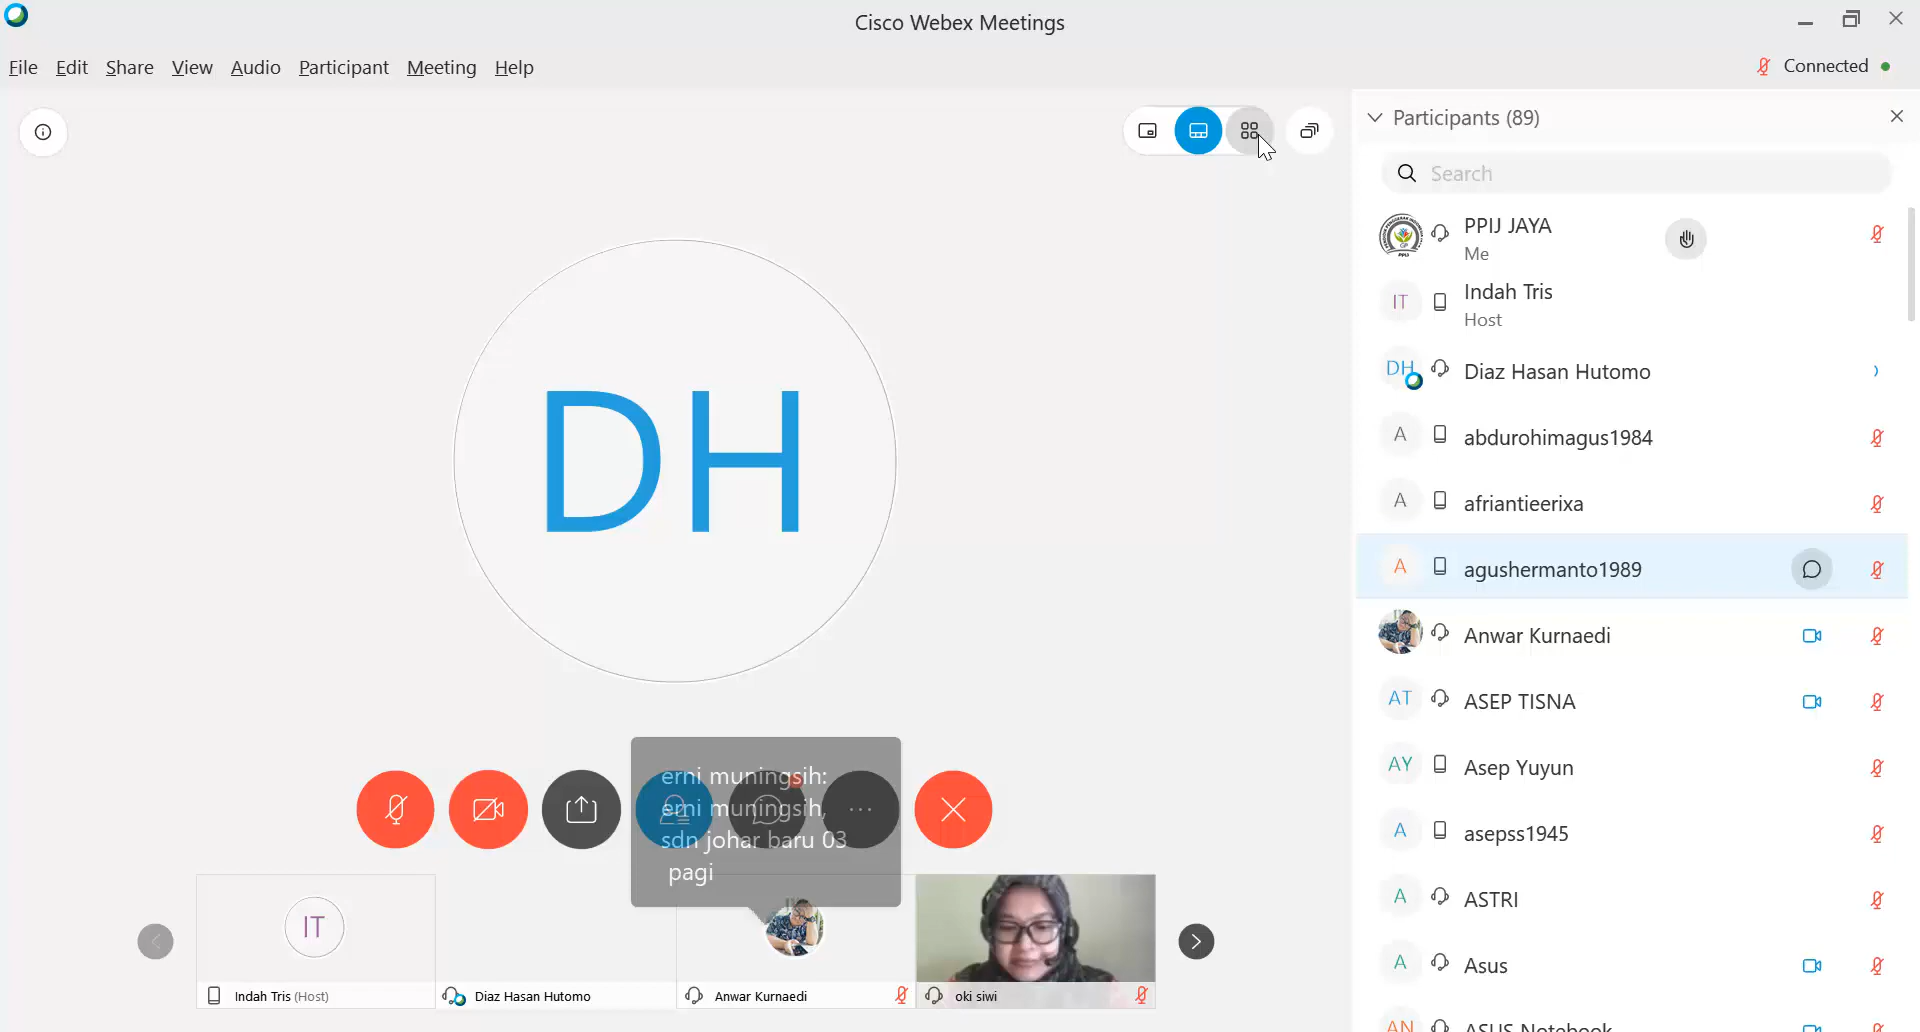 Cisco Webex Meetings
File Edit Share View Audio Participant Meeting Help
Connected
Participants (89)
Search
PPIJ JAYA
Me
IT Indah Tris
Host
DH Diaz Hasan Hutomo
A abdurohimagus1984
A afriantieerixa
A agushermanto1989
Anwar Kurnaedi
AT ASEP TISNA
AY Asep Yuyun
A asepss1945
A ASTRI
A Asus
AN ASUS Notebook
DH
erni muningsih:
erni muningsih,
sdn johar baru 03
pagi
IT
Indah Tris (Host)
Diaz Hasan Hutomo
Anwar Kurnaedi
oki siwi